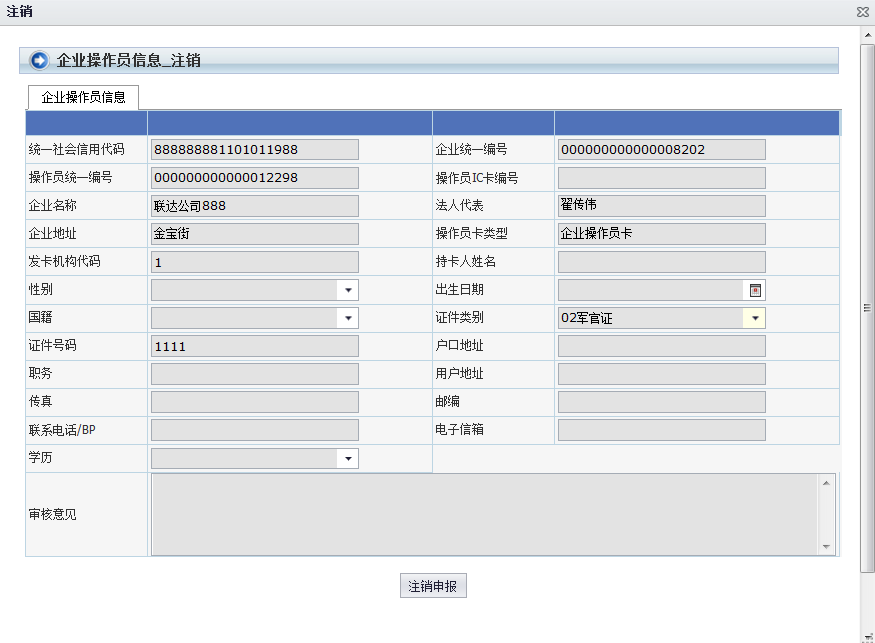 注销
企业操作员信息_注销
企业操作员信息
统一社会信用代码 888888881101011988 企业统一编号 000000000000008202
操作员统一编号 000000000000012298 操作员IC卡编号
企业名称 联达公司888 法人代表 翟传伟
企业地址 金宝街 操作员卡类型 企业操作员卡
发卡机构代码 1 持卡人姓名
性别 出生日期
国籍 证件类别 02军官证
证件号码 1111 户口地址
职务 用户地址
传真 邮编
联系电话/BP 电子信箱
学历
审核意见
注销申报